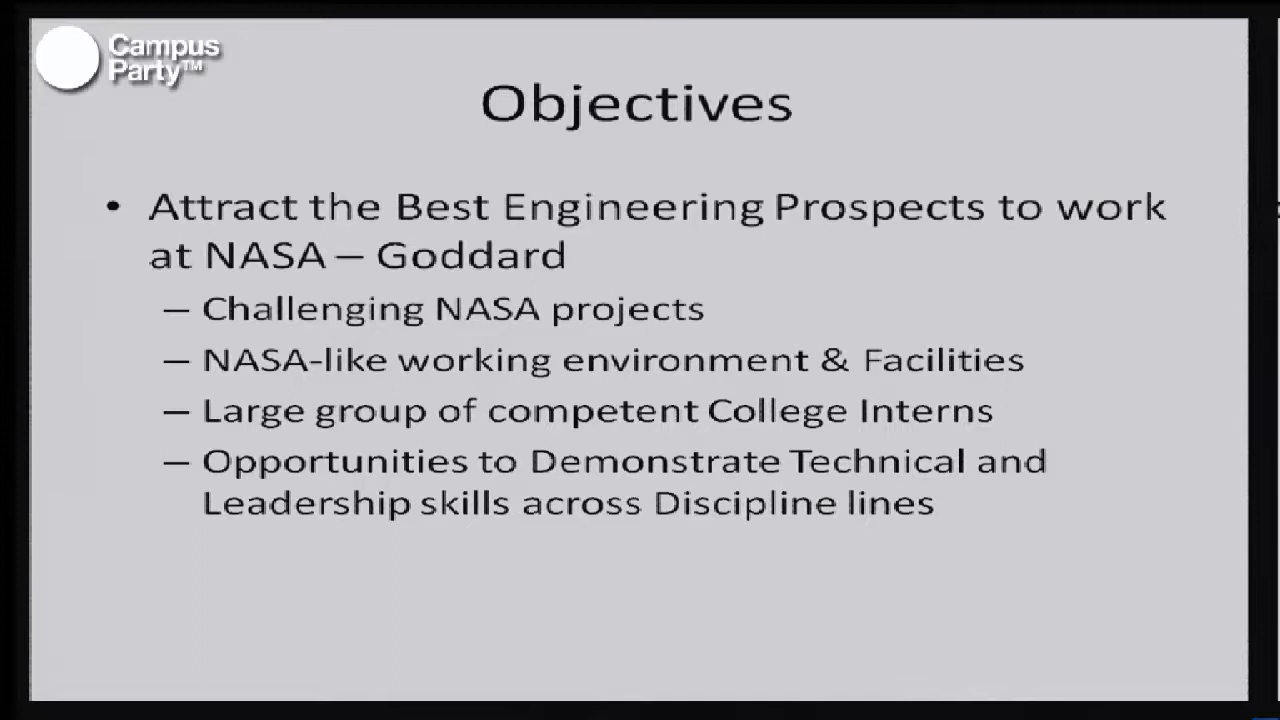 Campus
Party™
Objectives
• Attract the Best Engineering Prospects to work
at NASA – Goddard
– Challenging NASA projects
– NASA-like working environment & Facilities
– Large group of competent College Interns
– Opportunities to Demonstrate Technical and
Leadership skills across Discipline lines